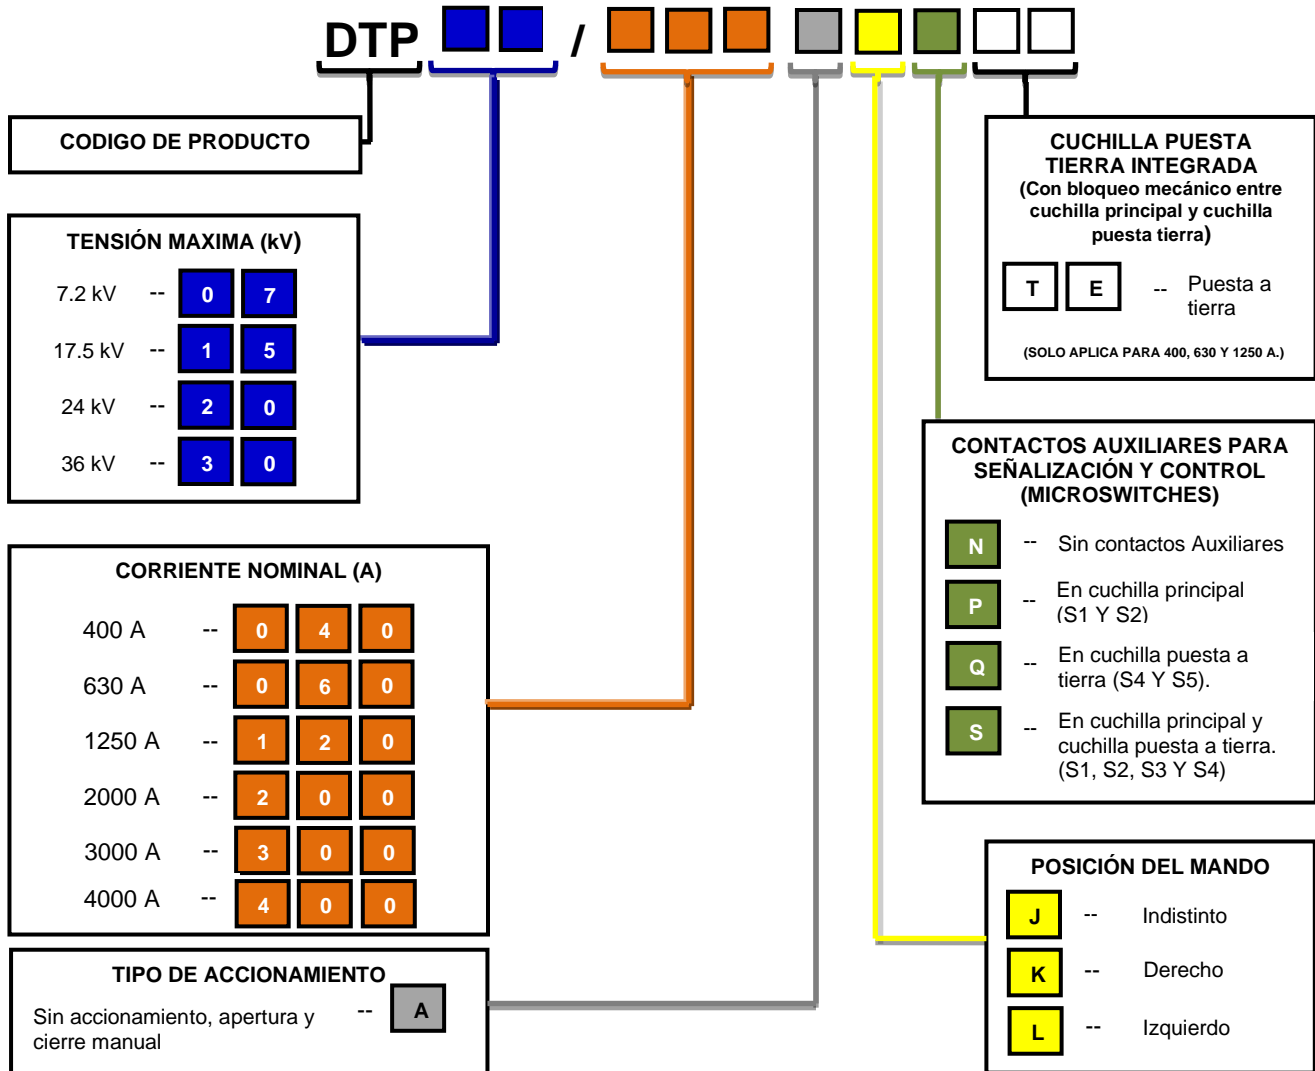 DTP /
CODIGO DE PRODUCTO
TENSIÓN MAXIMA (kV)
7.2 kV -- 0 7
17.5 kV -- 1 5
24 kV -- 2 0
36 kV -- 3 0
CORRIENTE NOMINAL (A)
400 A -- 0 4 0
630 A -- 0 6 0
1250 A -- 1 2 0
2000 A -- 2 0 0
3000 A -- 3 0 0
4000 A -- 4 0 0
TIPO DE ACCIONAMIENTO
Sin accionamiento, apertura y
cierre manual
-- A
CUCHILLA PUESTA
TIERRA INTEGRADA
(Con bloqueo mecánico entre
cuchilla principal y cuchilla
puesta tierra)
T E -- Puesta a
tierra
(SOLO APLICA PARA 400, 630 Y 1250 A.)
CONTACTOS AUXILIARES PARA
SEÑALIZACIÓN Y CONTROL
(MICROSWITCHES)
N -- Sin contactos Auxiliares
P -- En cuchilla principal
(S1 Y S2)
Q -- En cuchilla puesta a
tierra (S4 Y S5).
S -- En cuchilla principal y
cuchilla puesta a tierra.
(S1, S2, S3 Y S4)
POSICIÓN DEL MANDO
J -- Indistinto
K -- Derecho
L -- Izquierdo